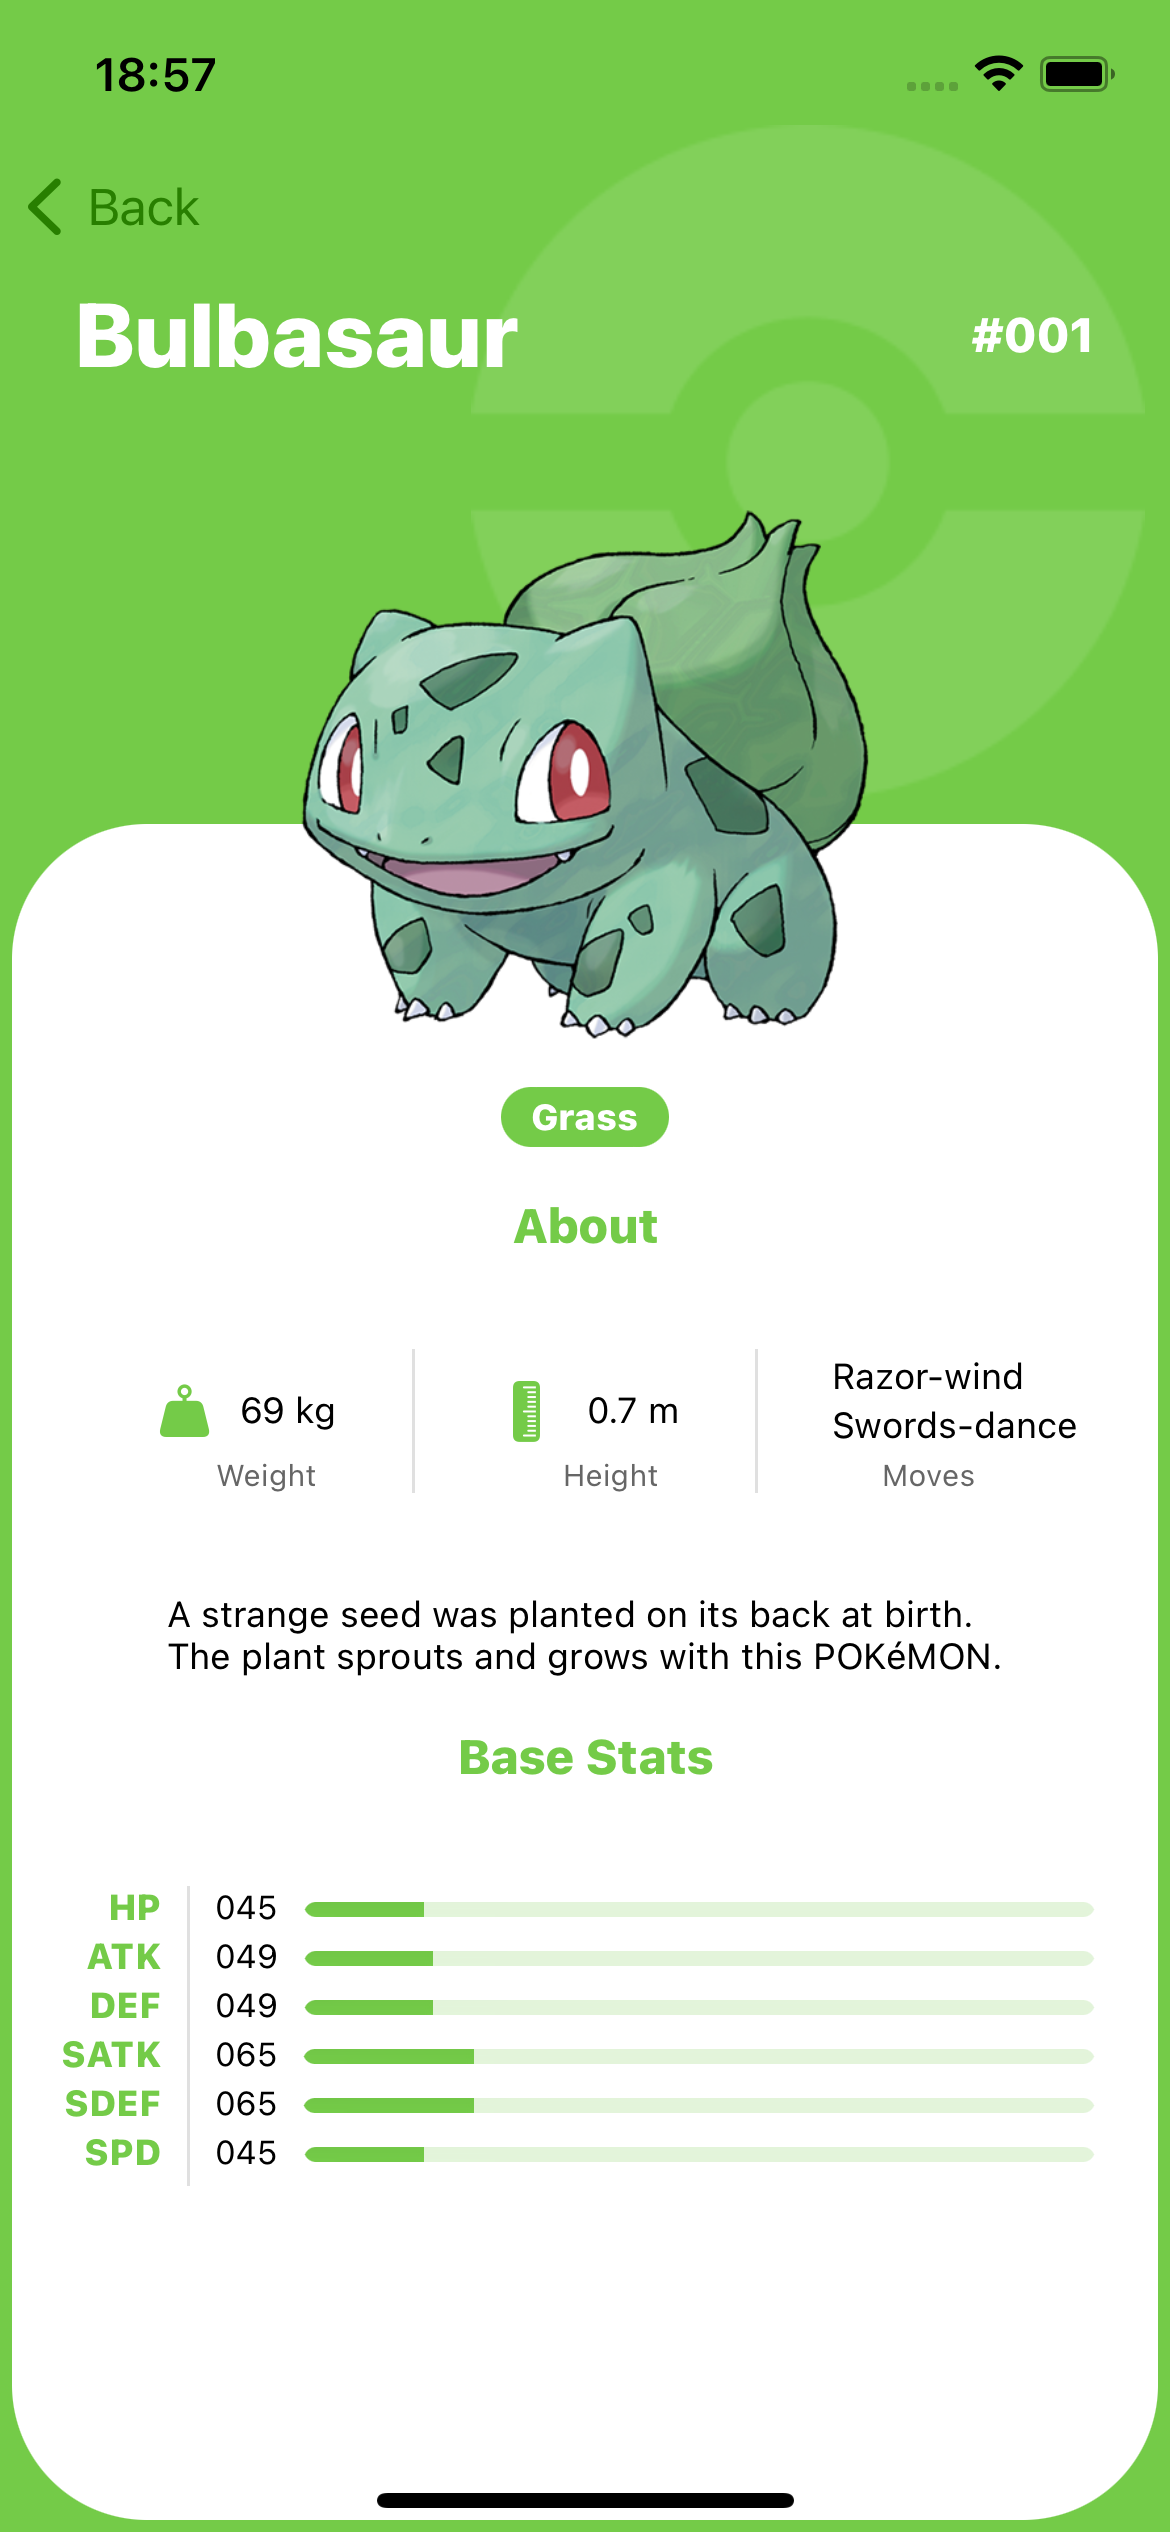 18:57
Back
Bulbasaur
#001
Grass
About
69 kg
Weight
0.7 m
Height
Razor-wind
Swords-dance
Moves
A strange seed was planted on its back at birth.
The plant sprouts and grows with this POKéMON.
Base Stats
HP 045
ATK 049
DEF 049
SATK 065
SDEF 065
SPD 045